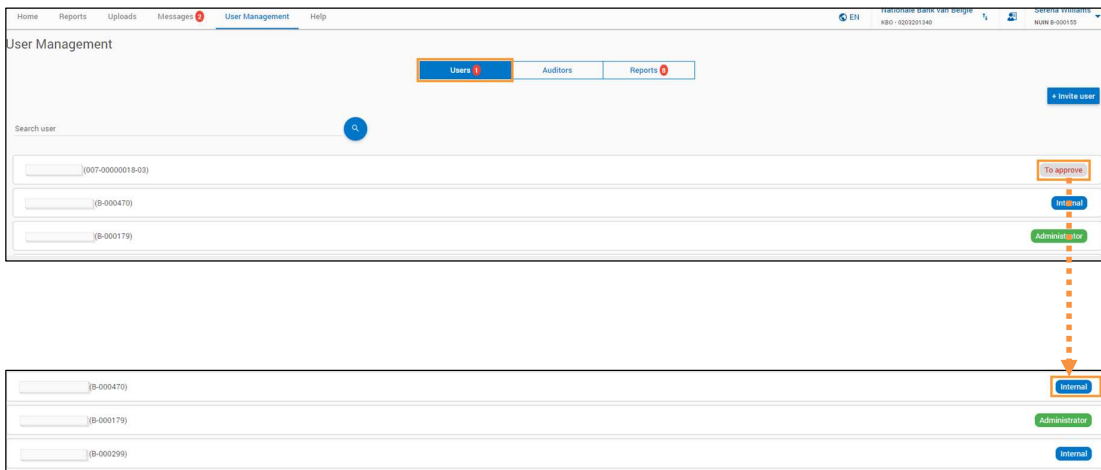 Home Reports Uploads Messages 2 User Management Help EN Nationale Bank van België Serena Williams
KBO - 0203201340 NUIN B-000155
User Management
Users 1 Auditors Reports 8
+ Invite user
Search user
(007-00000018-03) To approve
(B-000470) Internal
(B-000179) Administrator
(B-000470) Internal
(B-000179) Administrator
(B-000299) Internal